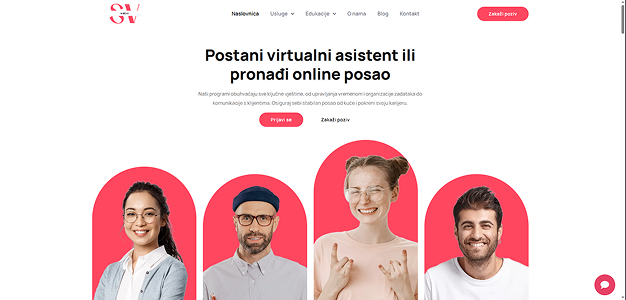 SV
Naslovnica Usluge Edukacije O nama Blog Kontakt Zakaži poziv
Postani virtualni asistent ili
pronađi online posao
Naši programi obuhvaćaju sve ključne vještine, od upravljanja vremenom i organizacije zadataka do
komunikacije s klijentima. Osiguraj sebi stabilan posao od kuće i pokreni svoju karijeru.
Prijavi se Zakaži poziv